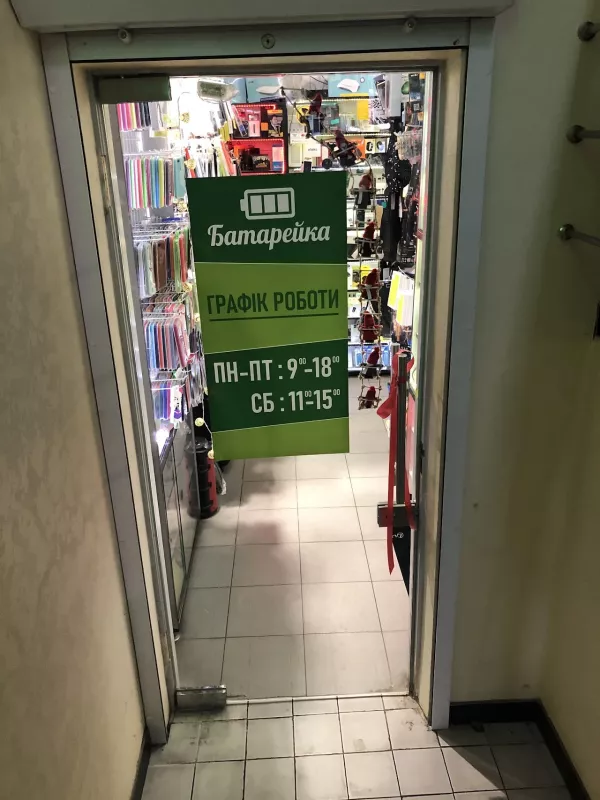 Батарейка
ГРАФІК РОБОТИ
ПН-ПТ : 9⁰⁰-18⁰⁰
СБ : 11⁰⁰-15⁰⁰